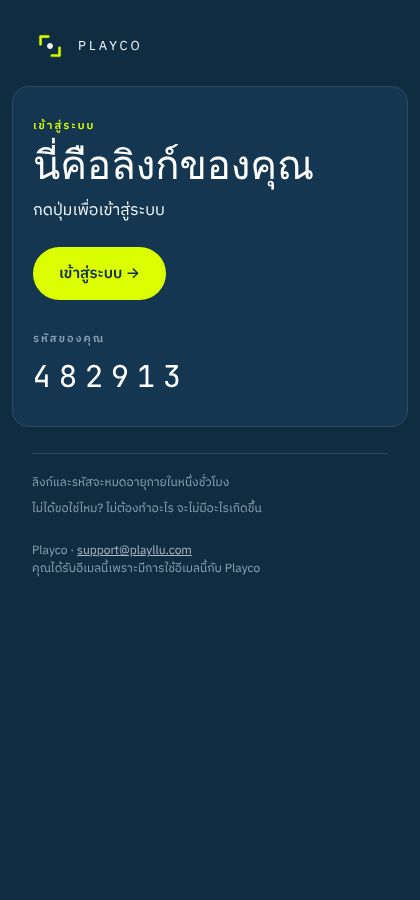 PLAYCO
เข้าสู่ระบบ
นี่คือลิงก์ของคุณ
กดปุ่มเพื่อเข้าสู่ระบบ
เข้าสู่ระบบ →
รหัสของคุณ
482913
ลิงก์และรหัสจะหมดอายุภายในหนึ่งชั่วโมง
ไม่ได้ขอใช่ไหม? ไม่ต้องทำอะไร จะไม่มีอะไรเกิดขึ้น
Playco · support@playllu.com
คุณได้รับอีเมลนี้เพราะมีการใช้อีเมลนี้กับ Playco